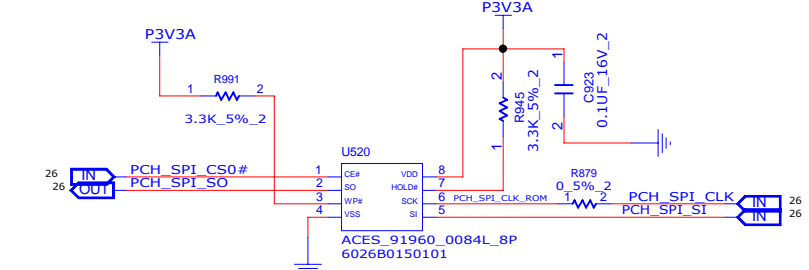 P3V3A
P3V3A
R991
1 2
3.3K_5%_2
2
R945
3.3K_5%_2
1
1
C923
0.1UF_16V_2
2
U520
26 IN PCH_SPI_CS0# 1 CE# VDD 8
26 OUT PCH_SPI_SO 2 SO HOLD# 7
3 WP# SCK 6 PCH_SPI_CLK_ROM
4 VSS SI 5
R879
0_5%_2
1 2
PCH_SPI_CLK IN 26
PCH_SPI_SI IN 26
ACES_91960_0084L_8P
6026B0150101